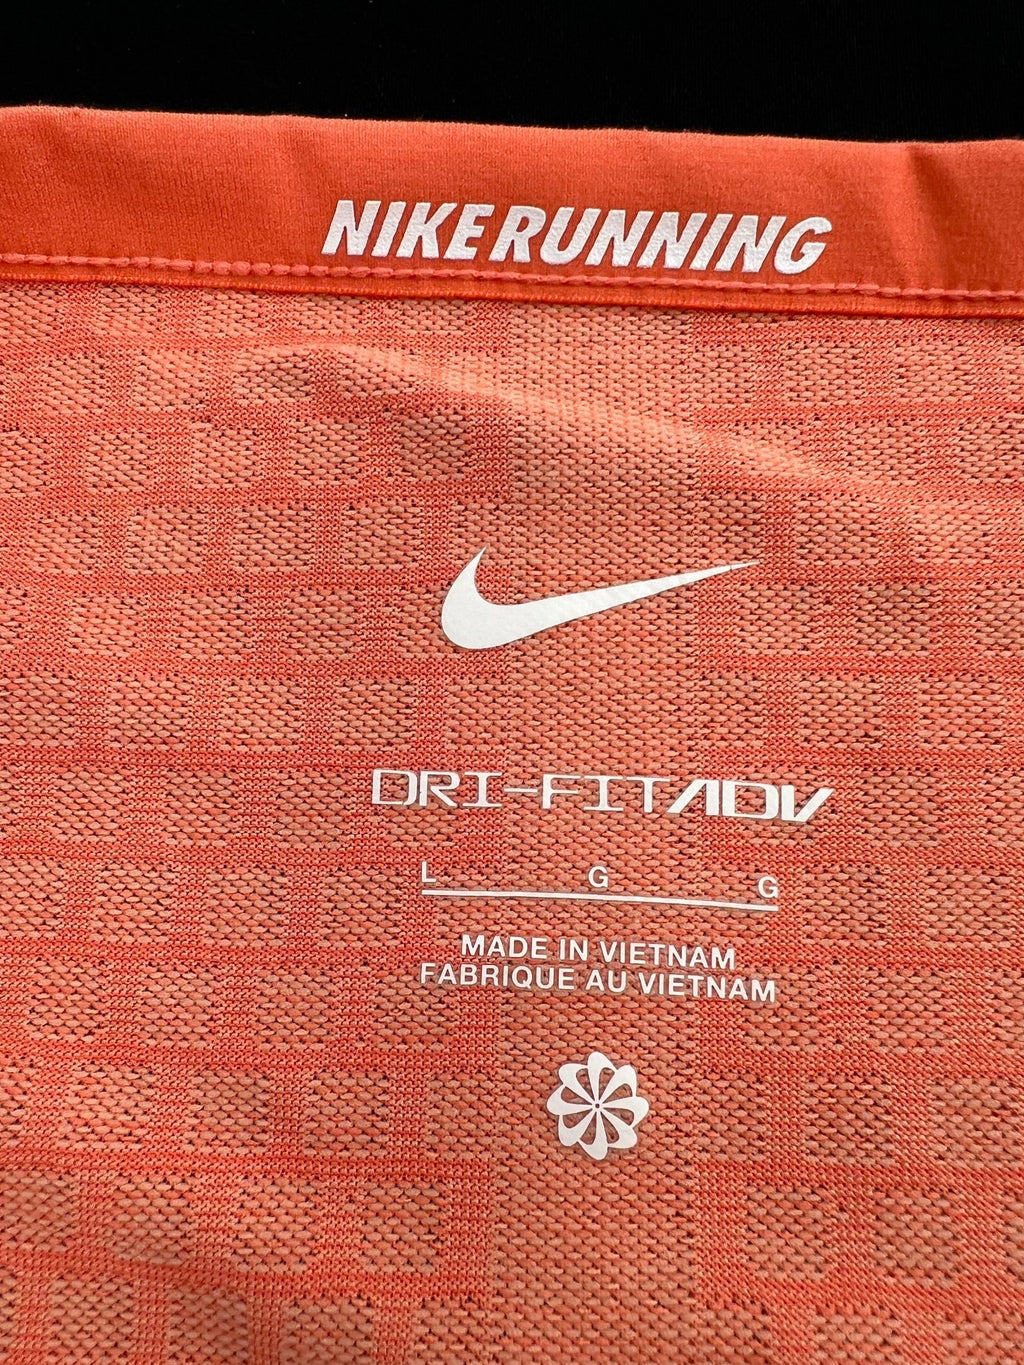 NIKE RUNNING
DRI-FIT ADV
L G G
MADE IN VIETNAM
FABRIQUE AU VIETNAM